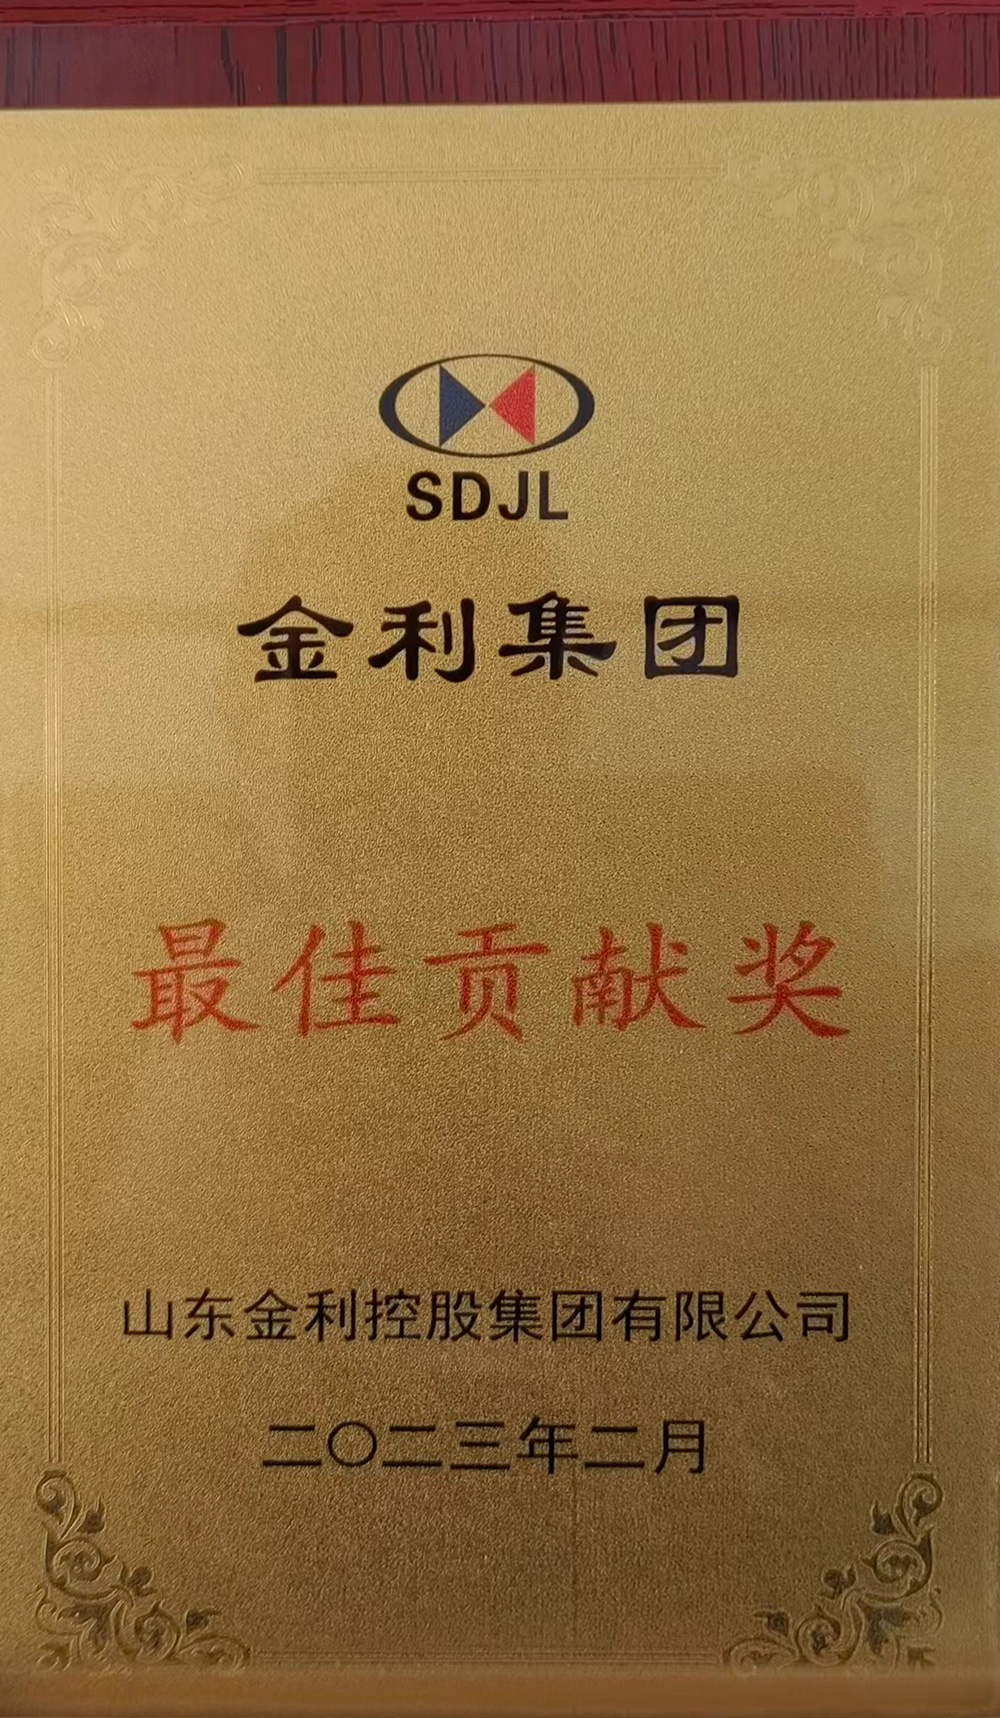 SDJL
金利集团
最佳贡献奖
山东金利控股集团有限公司
二〇二三年二月